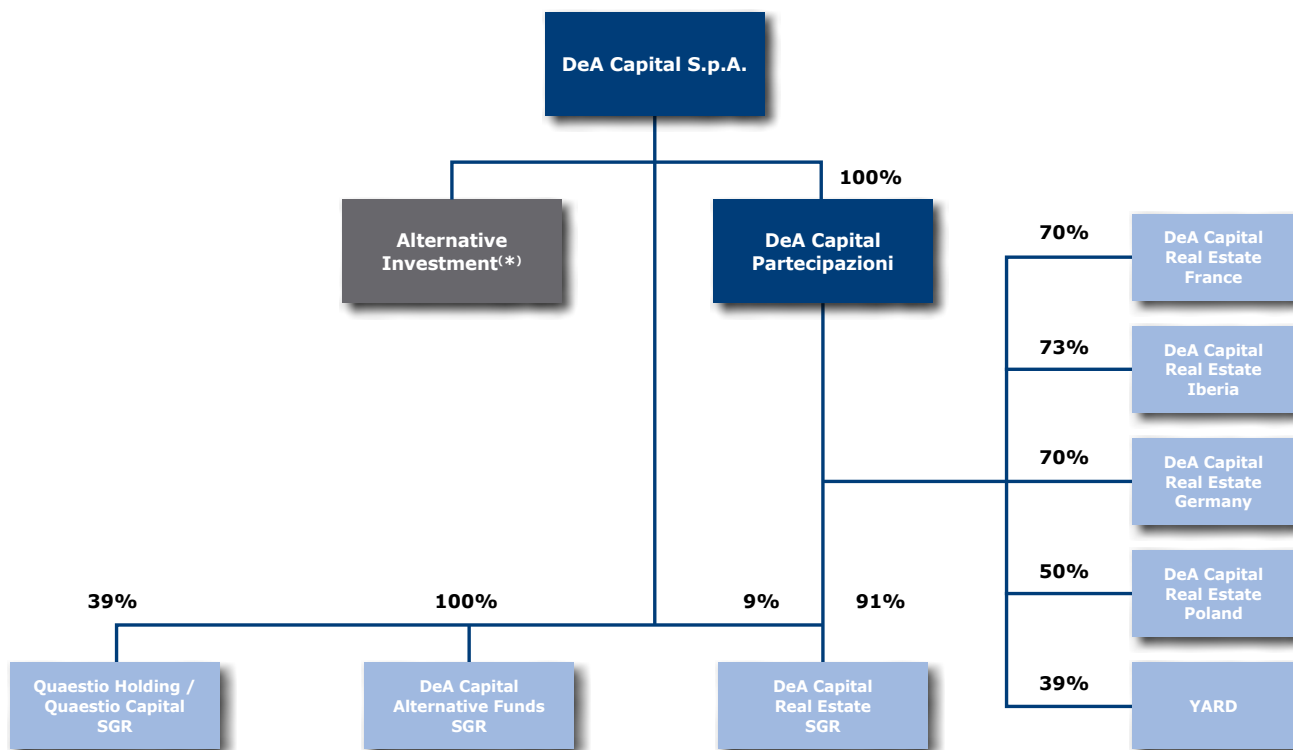 DeA Capital S.p.A.
100%
Alternative
Investment(*)
DeA Capital
Partecipazioni
70%
DeA Capital
Real Estate
France
73%
DeA Capital
Real Estate
Iberia
70%
DeA Capital
Real Estate
Germany
50%
DeA Capital
Real Estate
Poland
39%
YARD
39%
100%
9%
91%
Quaestio Holding /
Quaestio Capital
SGR
DeA Capital
Alternative Funds
SGR
DeA Capital
Real Estate
SGR